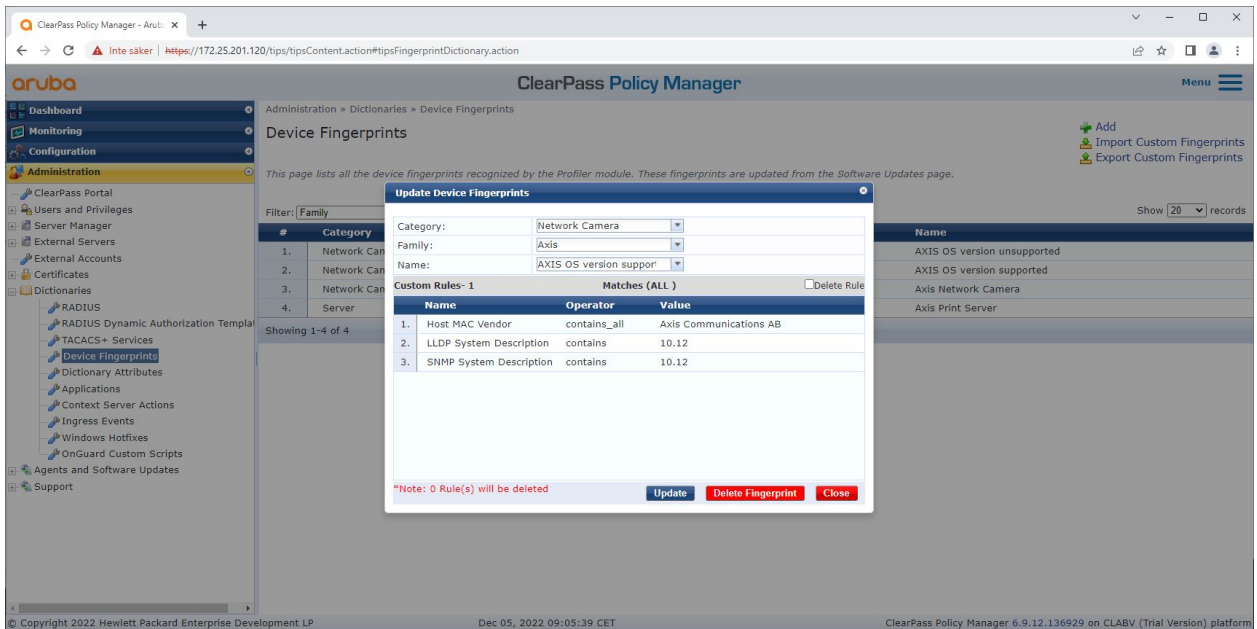 ClearPass Policy Manager - Arub
Inte säker | https://172.25.201.120/tips/tipsContent.action#tipsFingerprintDictionary.action
aruba
ClearPass Policy Manager
Menu
Dashboard
Monitoring
Configuration
Administration
ClearPass Portal
Users and Privileges
Server Manager
External Servers
External Accounts
Certificates
Dictionaries
RADIUS
RADIUS Dynamic Authorization Templat
TACACS+ Services
Device Fingerprints
Dictionary Attributes
Applications
Context Server Actions
Ingress Events
Windows Hotfixes
OnGuard Custom Scripts
Agents and Software Updates
Support
Administration » Dictionaries » Device Fingerprints
Device Fingerprints
Add
Import Custom Fingerprints
Export Custom Fingerprints
This page lists all the device fingerprints recognized by the Profiler module. These fingerprints are updated from the Software Updates page.
Filter: Family
Show 20 records
# Category Name
1. Network Can AXIS OS version unsupported
2. Network Can AXIS OS version supported
3. Network Can Axis Network Camera
4. Server Axis Print Server
Showing 1-4 of 4
Update Device Fingerprints
Category: Network Camera
Family: Axis
Name: AXIS OS version support
Custom Rules- 1 Matches (ALL ) Delete Rule
Name Operator Value
1. Host MAC Vendor contains_all Axis Communications AB
2. LLDP System Description contains 10.12
3. SNMP System Description contains 10.12
*Note: 0 Rule(s) will be deleted
Update Delete Fingerprint Close
© Copyright 2022 Hewlett Packard Enterprise Development LP Dec 05, 2022 09:05:39 CET ClearPass Policy Manager 6.9.12.136929 on CLABV (Trial Version) platform